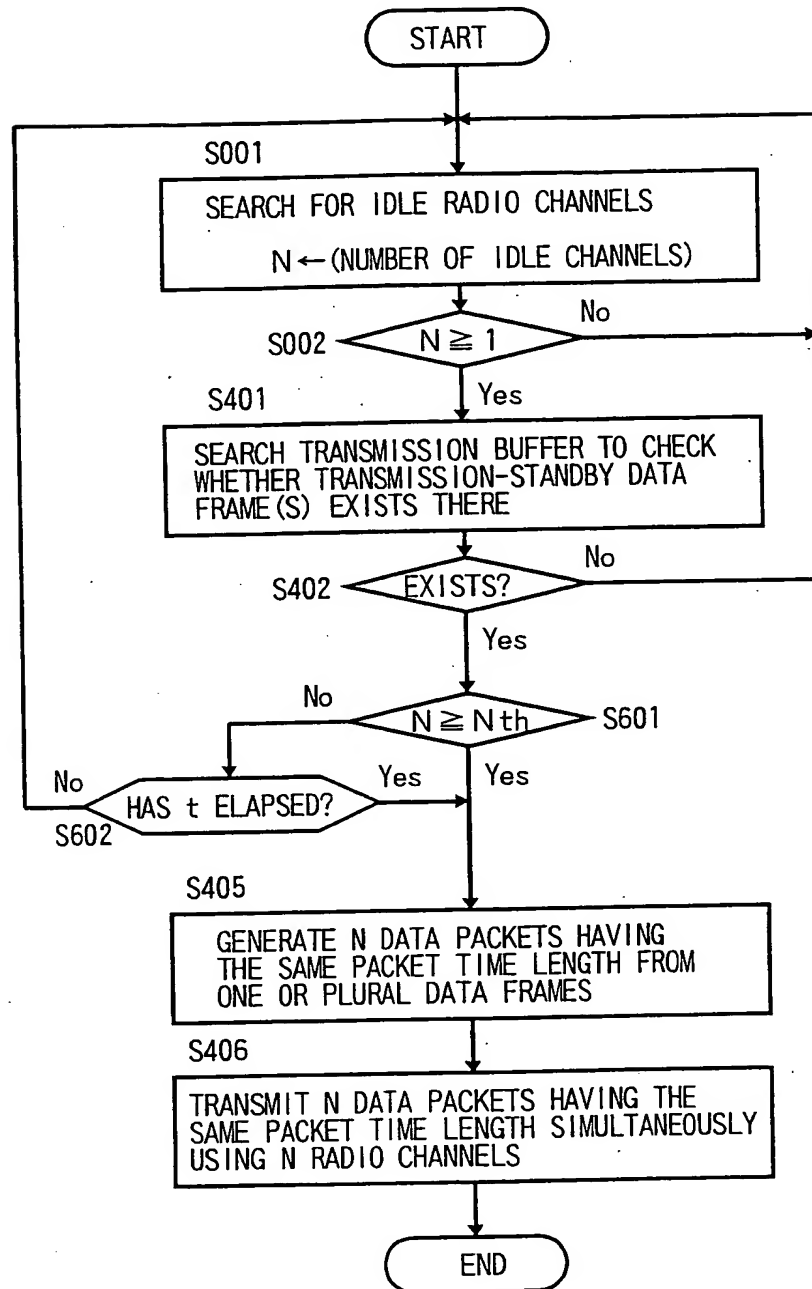 START
S001
SEARCH FOR IDLE RADIO CHANNELS
N ← (NUMBER OF IDLE CHANNELS)
No
S002
N ≧ 1
Yes
S401
SEARCH TRANSMISSION BUFFER TO CHECK
WHETHER TRANSMISSION-STANDBY DATA
FRAME(S) EXISTS THERE
No
S402
EXISTS?
Yes
No
N ≧ Nth
S601
No
Yes
Yes
HAS t ELAPSED?
S602
S405
GENERATE N DATA PACKETS HAVING
THE SAME PACKET TIME LENGTH FROM
ONE OR PLURAL DATA FRAMES
S406
TRANSMIT N DATA PACKETS HAVING THE
SAME PACKET TIME LENGTH SIMULTANEOUSLY
USING N RADIO CHANNELS
END